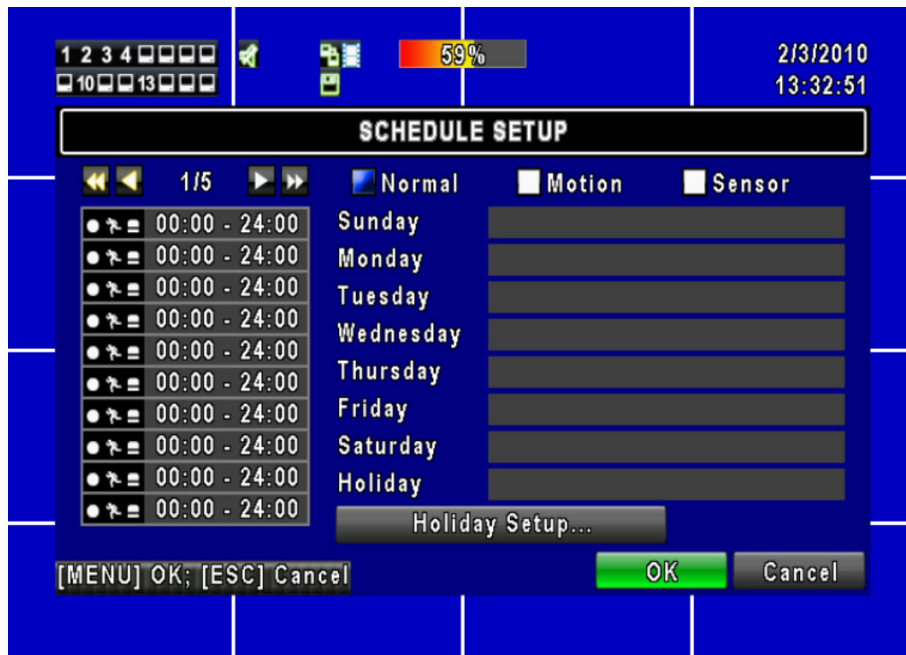 1 2 3 4
10 13
59%
2/3/2010
13:32:51
SCHEDULE SETUP
1/5
Normal Motion Sensor
00:00 - 24:00
00:00 - 24:00
00:00 - 24:00
00:00 - 24:00
00:00 - 24:00
00:00 - 24:00
00:00 - 24:00
00:00 - 24:00
00:00 - 24:00
00:00 - 24:00
Sunday
Monday
Tuesday
Wednesday
Thursday
Friday
Saturday
Holiday
Holiday Setup...
[MENU] OK; [ESC] Cancel
OK
Cancel